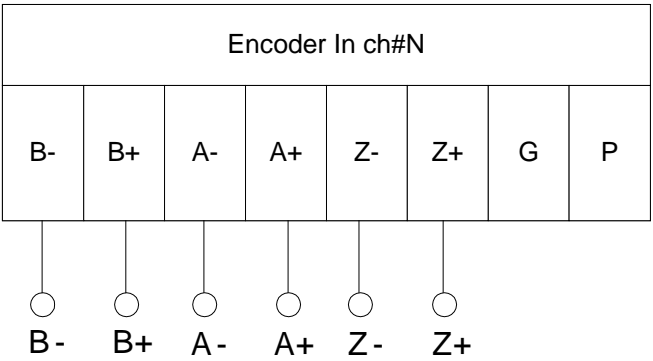 Encoder In ch#N
B- B+ A- A+ Z- Z+ G P
B - B+ A - A+ Z - Z+